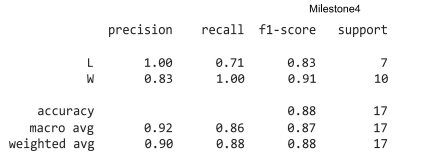 Milestone4
precision recall f1-score support
L 1.00 0.71 0.83 7
W 0.83 1.00 0.91 10
accuracy 0.88 17
macro avg 0.92 0.86 0.87 17
weighted avg 0.90 0.88 0.88 17